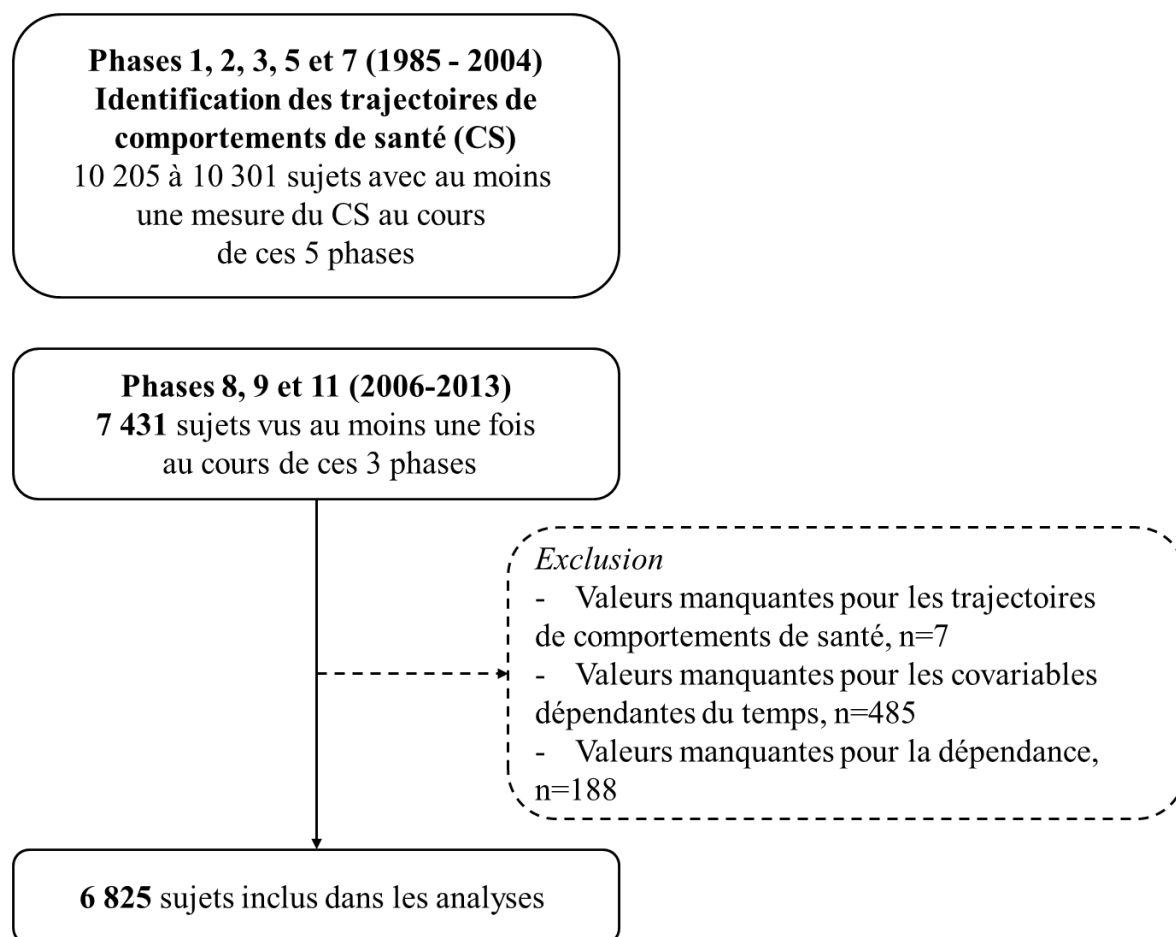 Phases 1, 2, 3, 5 et 7 (1985 - 2004)
Identification des trajectoires de
comportements de santé (CS)
10 205 à 10 301 sujets avec au moins
une mesure du CS au cours
de ces 5 phases
Phases 8, 9 et 11 (2006-2013)
7 431 sujets vus au moins une fois
au cours de ces 3 phases
Exclusion
- Valeurs manquantes pour les trajectoires
de comportements de santé, n=7
- Valeurs manquantes pour les covariables
dépendantes du temps, n=485
- Valeurs manquantes pour la dépendance,
n=188
6 825 sujets inclus dans les analyses